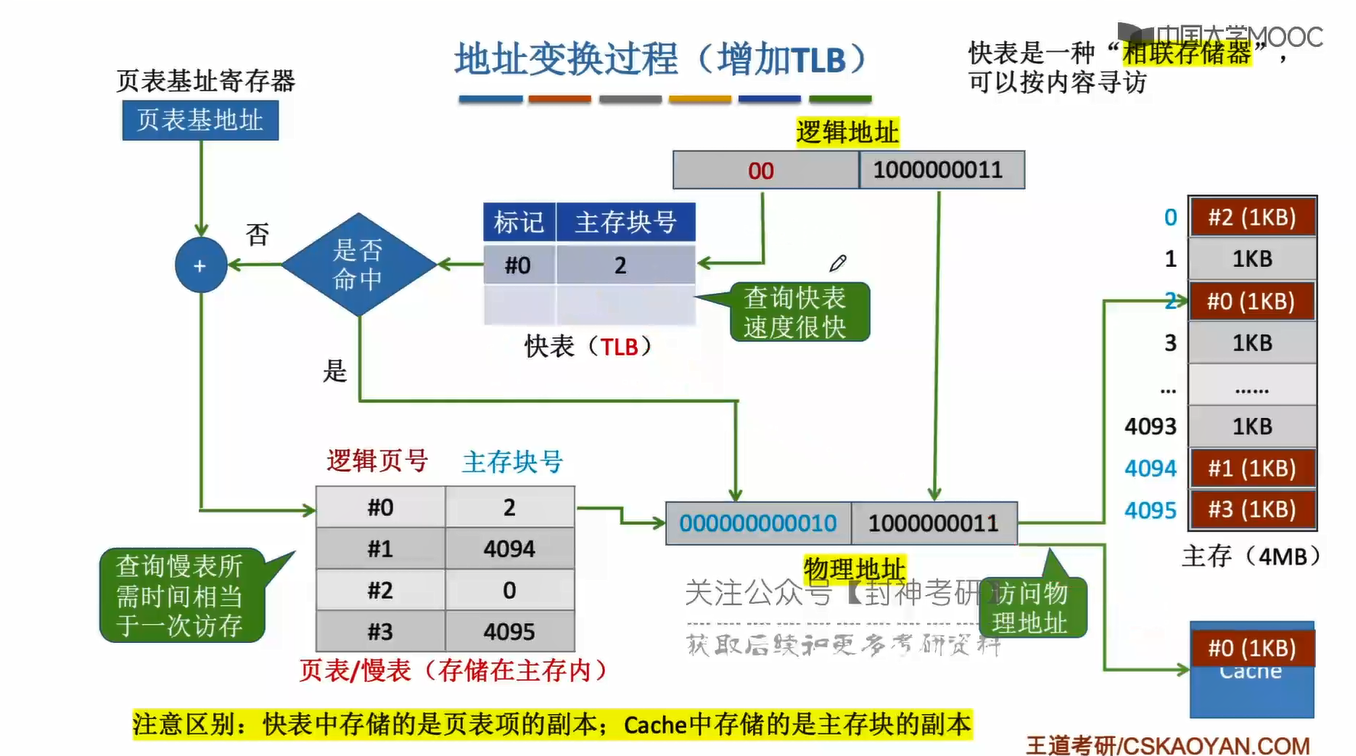 中国大学MOOC
地址变换过程（增加TLB）
快表是一种“相联存储器”，
可以按内容寻访
页表基址寄存器
页表基地址
逻辑地址
00 1000000011
标记 主存块号
#0 2
快表（TLB）
查询快表
速度很快
是否
命中
否
是
+
0 #2 (1KB)
1 1KB
2 #0 (1KB)
3 1KB
... ......
4093 1KB
4094 #1 (1KB)
4095 #3 (1KB)
主存（4MB）
逻辑页号 主存块号
#0 2
#1 4094
#2 0
#3 4095
页表/慢表（存储在主存内）
查询慢表所
需时间相当
于一次访存
000000000010 1000000011
物理地址
访问物
理地址
关注公众号【封神考研】
获取后续和更多考研资料
#0 (1KB)
Cache
注意区别：快表中存储的是页表项的副本；Cache中存储的是主存块的副本
王道考研/CSKAOYAN.COM